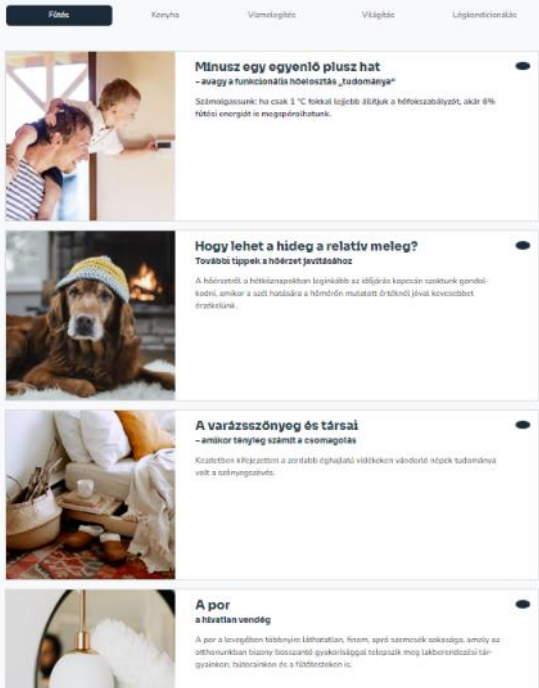 Fűtés
Konyha
Vízmelegítés
Világítás
Légkondicionálás
Mínusz egy egyenlő plusz hat
– avagy a funkcionális hőelosztás „tudománya“
Számolgassunk: ha csak 1 °C fokkal lejjebb állítjuk a hőfokszabályzót, akár 6%
fűtési energiát is megspórolhatunk.
Hogy lehet a hideg a relatív meleg?
További tippek a hőérzet javításához
A hőérzetről a hétköznapokban leginkább az időjárás kapcsán szoktunk gondol-
kodni, amikor a szél hatására a hőmérőn mutatott értéknél jóval kevesebbet
érzékelünk.
A varázsszőnyeg és társai
– amikor tényleg számít a csomagolás
Kezdetben kifejezetten a zordabb éghajlatú vidékeken vándorló népek tudománya
volt a szőnyegszövés.
A por
a hívatlan vendég
A por a levegőben többnyire láthatatlan, finom, apró szemcsék sokasága, amely az
otthonunkban bizony bosszantó gyakorisággal telepszik meg lakberendezési tár-
gyainkon, bútorainkon és a fűtőtesteken is.